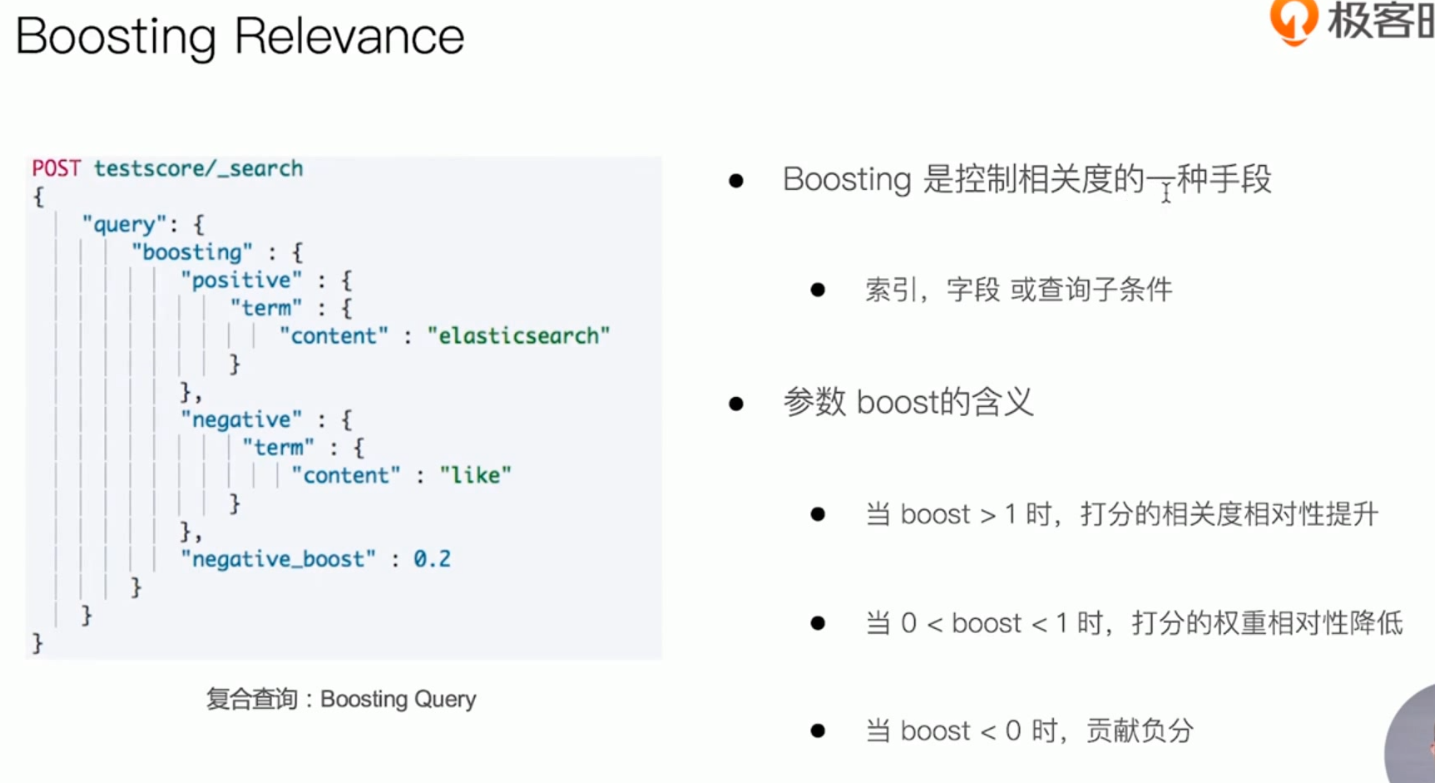 Boosting Relevance
极客时
POST testscore/_search
{
"query": {
"boosting" : {
"positive" : {
"term" : {
"content" : "elasticsearch"
}
},
"negative" : {
"term" : {
"content" : "like"
}
},
"negative_boost" : 0.2
}
}
}
复合查询：Boosting Query
● Boosting 是控制相关度的一种手段
● 索引，字段 或查询子条件
● 参数 boost的含义
● 当 boost > 1 时，打分的相关度相对性提升
● 当 0 < boost < 1 时，打分的权重相对性降低
● 当 boost < 0 时，贡献负分